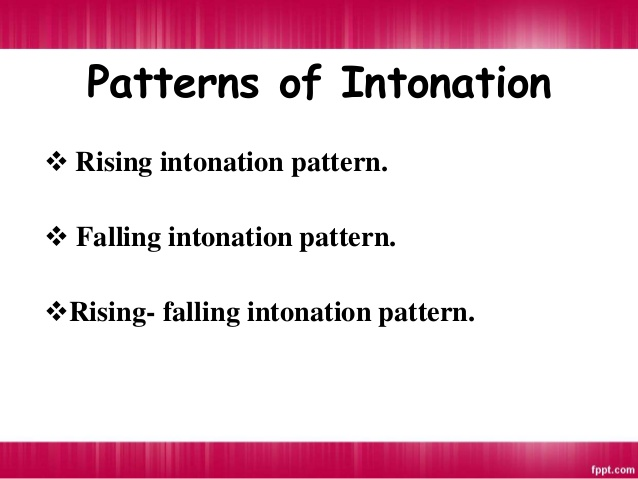 Patterns of Intonation
❖ Rising intonation pattern.
❖ Falling intonation pattern.
❖Rising- falling intonation pattern.
fppt.com